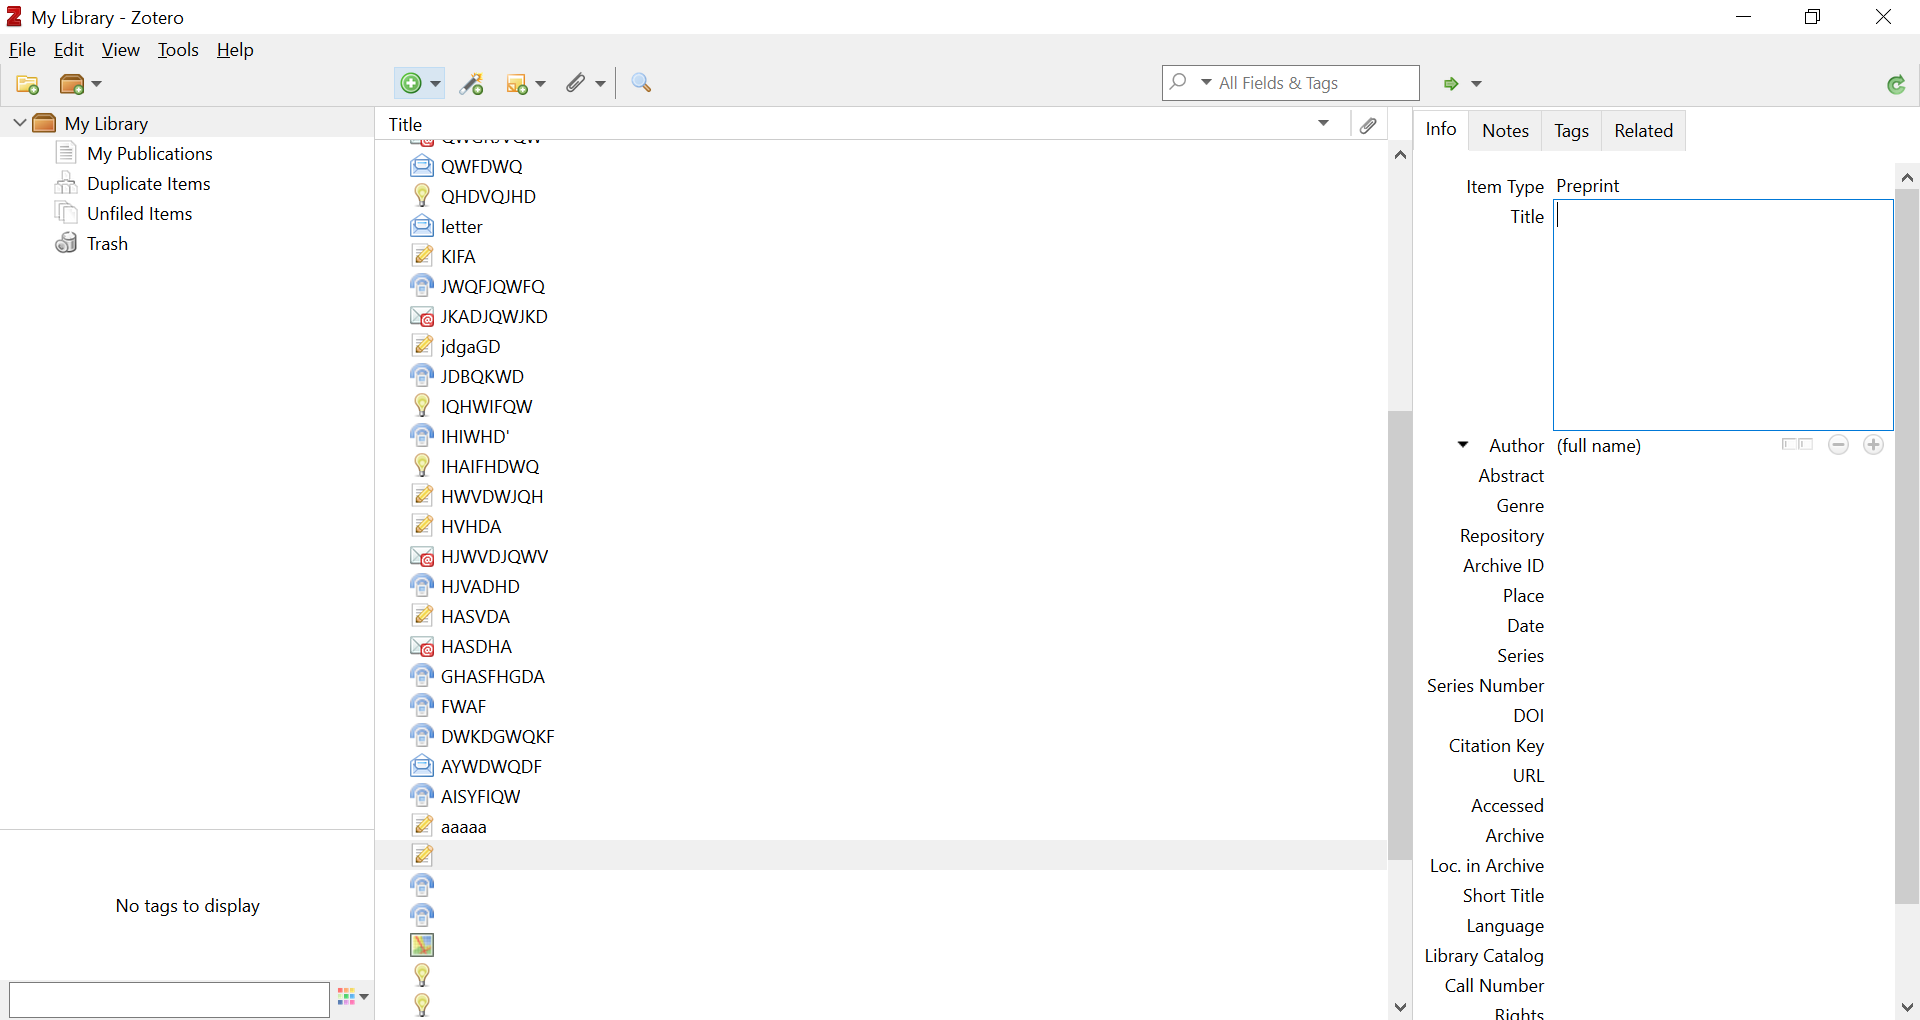 My Library - Zotero
File Edit View Tools Help
All Fields & Tags
My Library
My Publications
Duplicate Items
Unfiled Items
Trash
No tags to display
Title
QWFDWQ
QHDVQJHD
letter
KIFA
JWQFJQWFQ
JKADJQWJKD
jdgaGD
JDBQKWD
IQHWIFQW
IHIWHD'
IHAIFHDWQ
HWVDWJQH
HVHDA
HJWVDJQWV
HJVADHD
HASVDA
HASDHA
GHASFHGDA
FWAF
DWKDGWQKF
AYWDWQDF
AISYFIQW
aaaaa
Info Notes Tags Related
Item Type Preprint
Title
Author (full name)
Abstract
Genre
Repository
Archive ID
Place
Date
Series
Series Number
DOI
Citation Key
URL
Accessed
Archive
Loc. in Archive
Short Title
Language
Library Catalog
Call Number
Rights